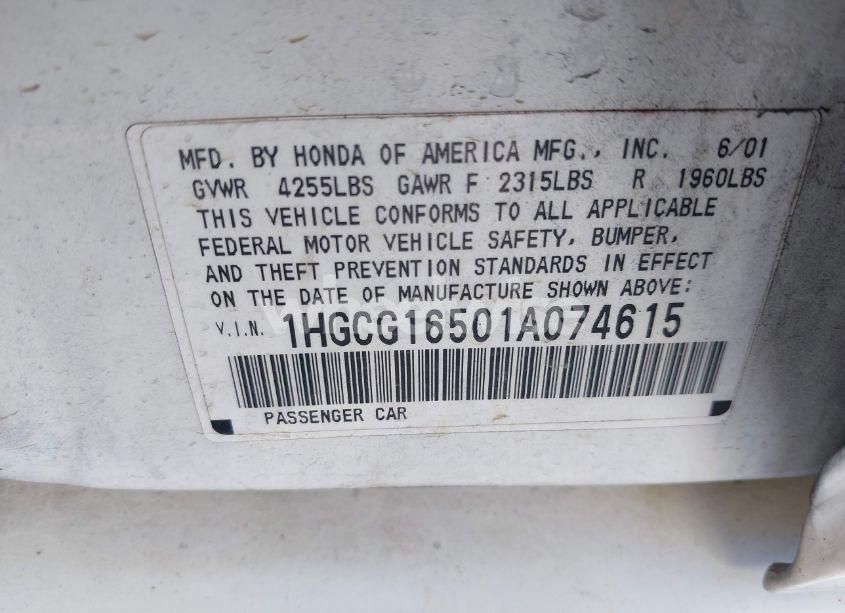 MFD. BY HONDA OF AMERICA MFG., INC. 6/01
GVWR 4255LBS GAWR F 2315LBS R 1960LBS
THIS VEHICLE CONFORMS TO ALL APPLICABLE
FEDERAL MOTOR VEHICLE SAFETY, BUMPER,
AND THEFT PREVENTION STANDARDS IN EFFECT
ON THE DATE OF MANUFACTURE SHOWN ABOVE:
V.I.N. 1HGCG16501A074615
PASSENGER CAR